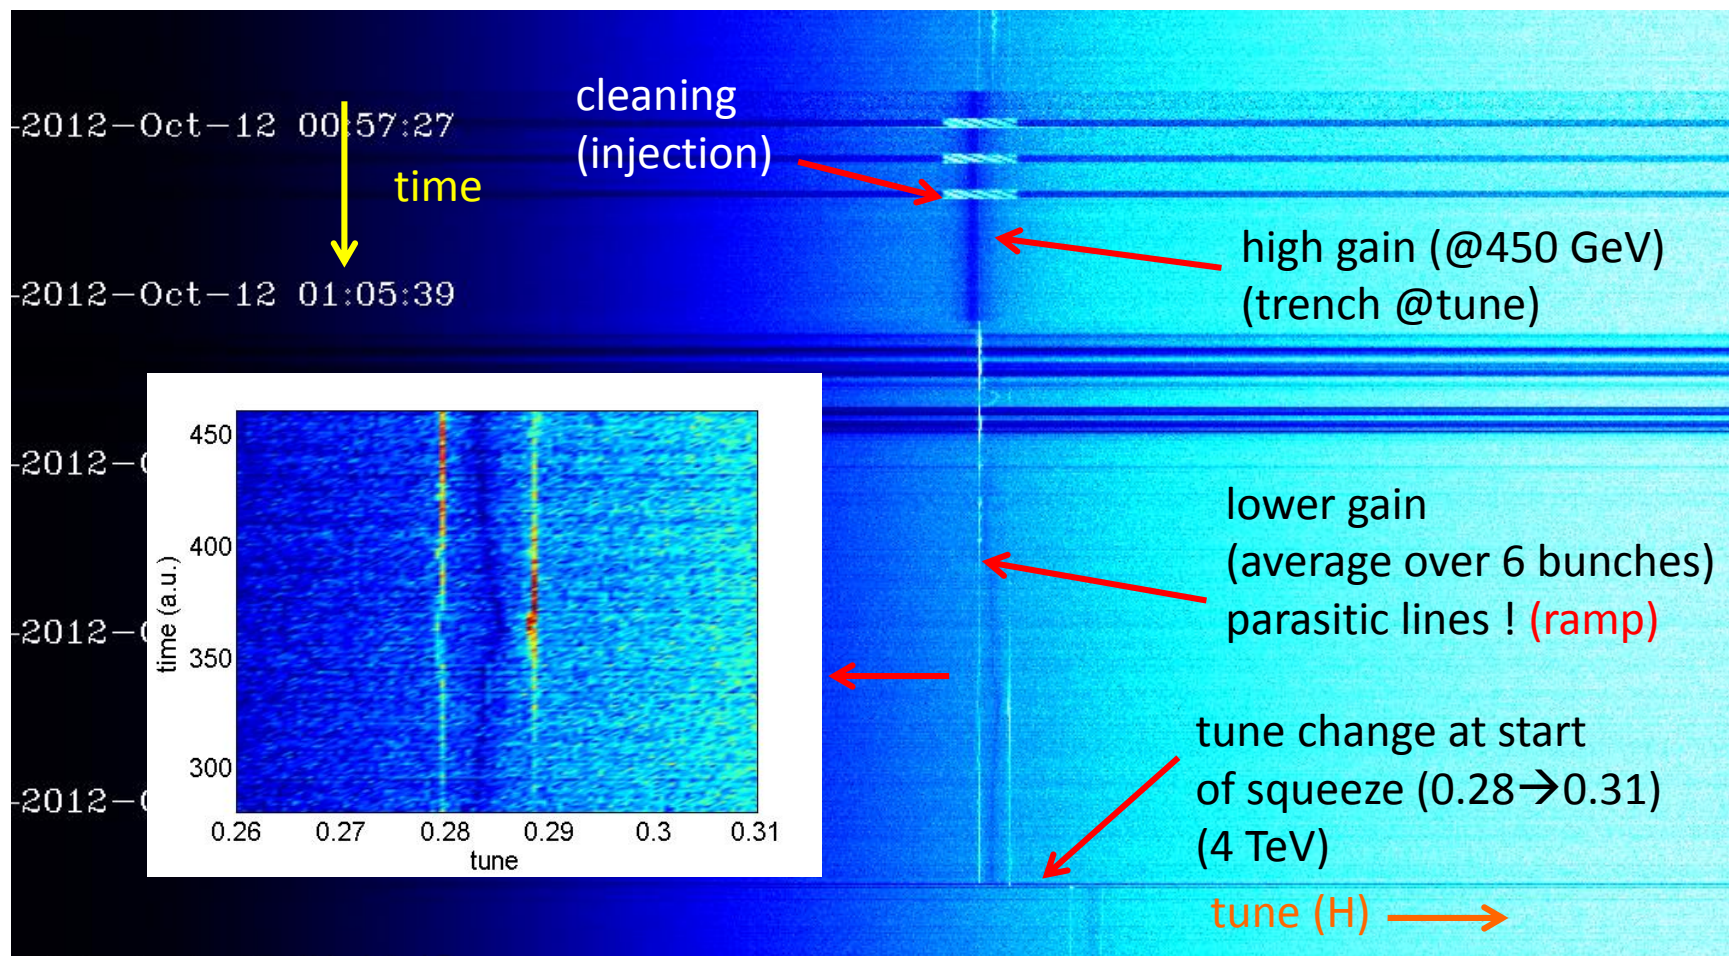 -2012-Oct-12 00:57:27
time
cleaning
(injection)
-2012-Oct-12 01:05:39
high gain (@450 GeV)
(trench @tune)
-2012-0
-2012-0
-2012-0
450
400
350
300
time (a.u.)
0.26 0.27 0.28 0.29 0.3 0.31
tune
lower gain
(average over 6 bunches)
parasitic lines ! (ramp)
tune change at start
of squeeze (0.28→0.31)
(4 TeV)
tune (H)